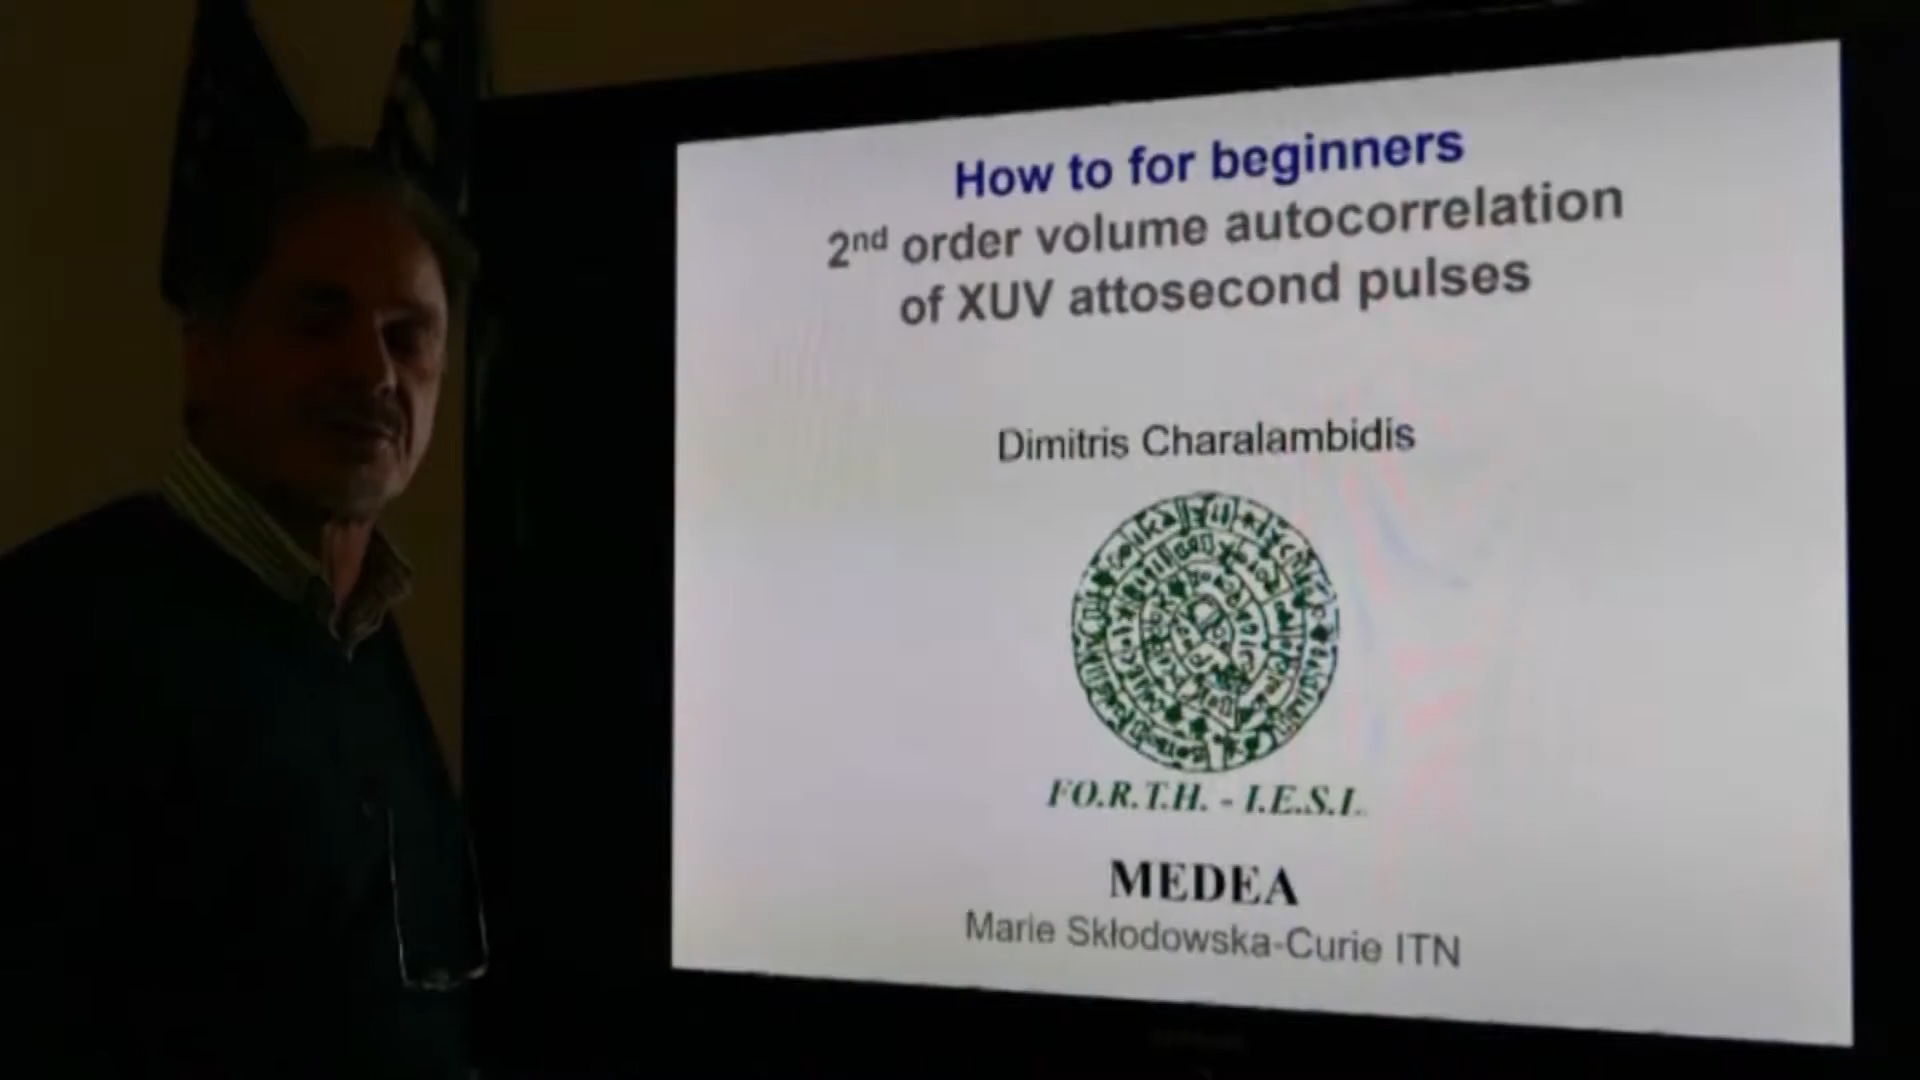 How to for beginners
2nd order volume autocorrelation
of XUV attosecond pulses
Dimitris Charalambidis
FO.R.T.H. - I.E.S.L.
MEDEA
Marie Skłodowska-Curie ITN